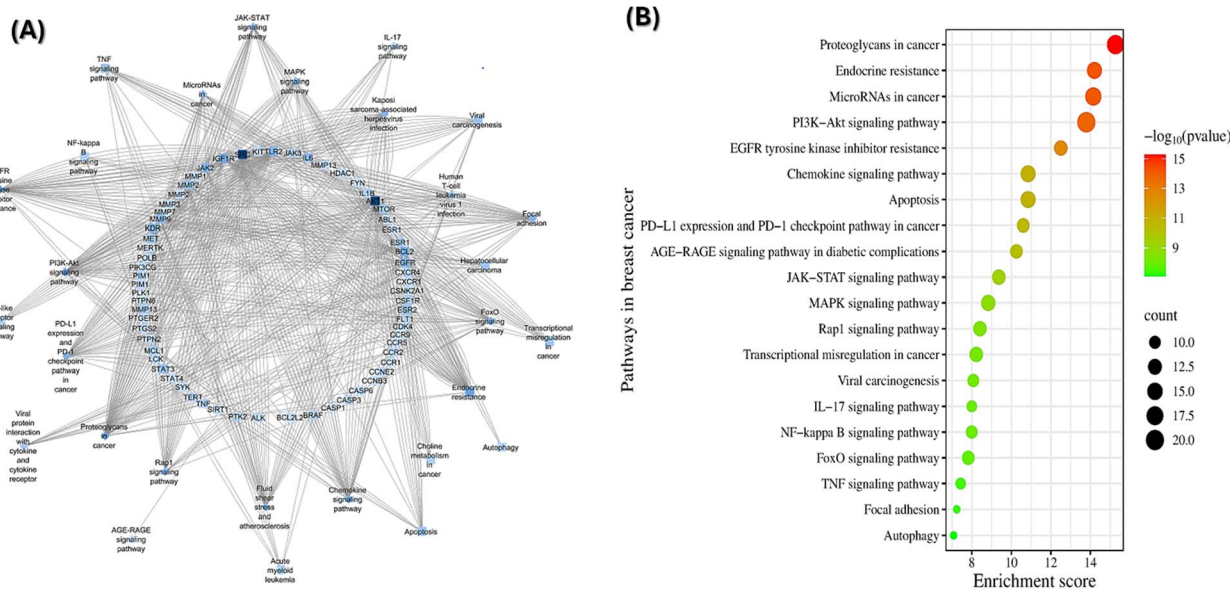 (A)
JAK-STAT
signaling
pathway
IL-17
signaling
pathway
TNF
signaling
pathway
MAPK
signaling
pathway
MicroRNAs
in
cancer
Kaposi
sarcoma-associated
herpesvirus
infection
Viral
carcinogenesis
NF-kappa
B
signaling
pathway
Human
T-cell
leukemia
virus 1
infection
Focal
adhesion
Hepatocellular
carcinoma
FoxO
signaling
pathway
Transcriptional
misregulation
in
cancer
Endocrine
resistance
Autophagy
Choline
metabolism
in
cancer
Apoptosis
Chemokine
signaling
pathway
Fluid
shear
stress
and
atherosclerosis
Acute
myeloid
leukemia
AGE-RAGE
signaling
pathway
Rap1
signaling
pathway
Proteoglycans
in
cancer
Viral
protein
interaction
with
cytokine
and
cytokine
receptor
PD-L1
expression
and
PD-1
checkpoint
pathway
in
cancer
PI3K-Akt
signaling
pathway
KIT
TLR2
JAK3
IL6
MMP13
HDAC1
FYN
IL1B
AKT1
MTOR
ABL1
ESR1
ESR1
BCL2
EGFR
CXCR4
CXCR1
CSNK2A1
CSF1R
ESR2
FLT1
CDK4
CCR9
CCR5
CCR2
CCR1
CCNE2
CCNB3
CASP6
CASP3
CASP1
BRAF
BCL2L2
ALK
PTK2
SIRT1
TNF
TERT
SYK
STAT4
STAT3
LCK
MCL1
PTPN2
PTGS2
PTGER2
MMP13
PTPN6
PLK1
PIM1
PIM1
PIK3CG
POLB
MERTK
MET
KDR
MMP9
MMP7
MMP3
MMP2
MMP2
MMP1
JAK2
IGF1R
(B)
Pathways in breast cancer
Proteoglycans in cancer
Endocrine resistance
MicroRNAs in cancer
PI3K−Akt signaling pathway
EGFR tyrosine kinase inhibitor resistance
Chemokine signaling pathway
Apoptosis
PD−L1 expression and PD−1 checkpoint pathway in cancer
AGE−RAGE signaling pathway in diabetic complications
JAK−STAT signaling pathway
MAPK signaling pathway
Rap1 signaling pathway
Transcriptional misregulation in cancer
Viral carcinogenesis
IL−17 signaling pathway
NF−kappa B signaling pathway
FoxO signaling pathway
TNF signaling pathway
Focal adhesion
Autophagy
8 10 12 14
Enrichment score
−log10(pvalue)
15
13
11
9
count
10.0
12.5
15.0
17.5
20.0